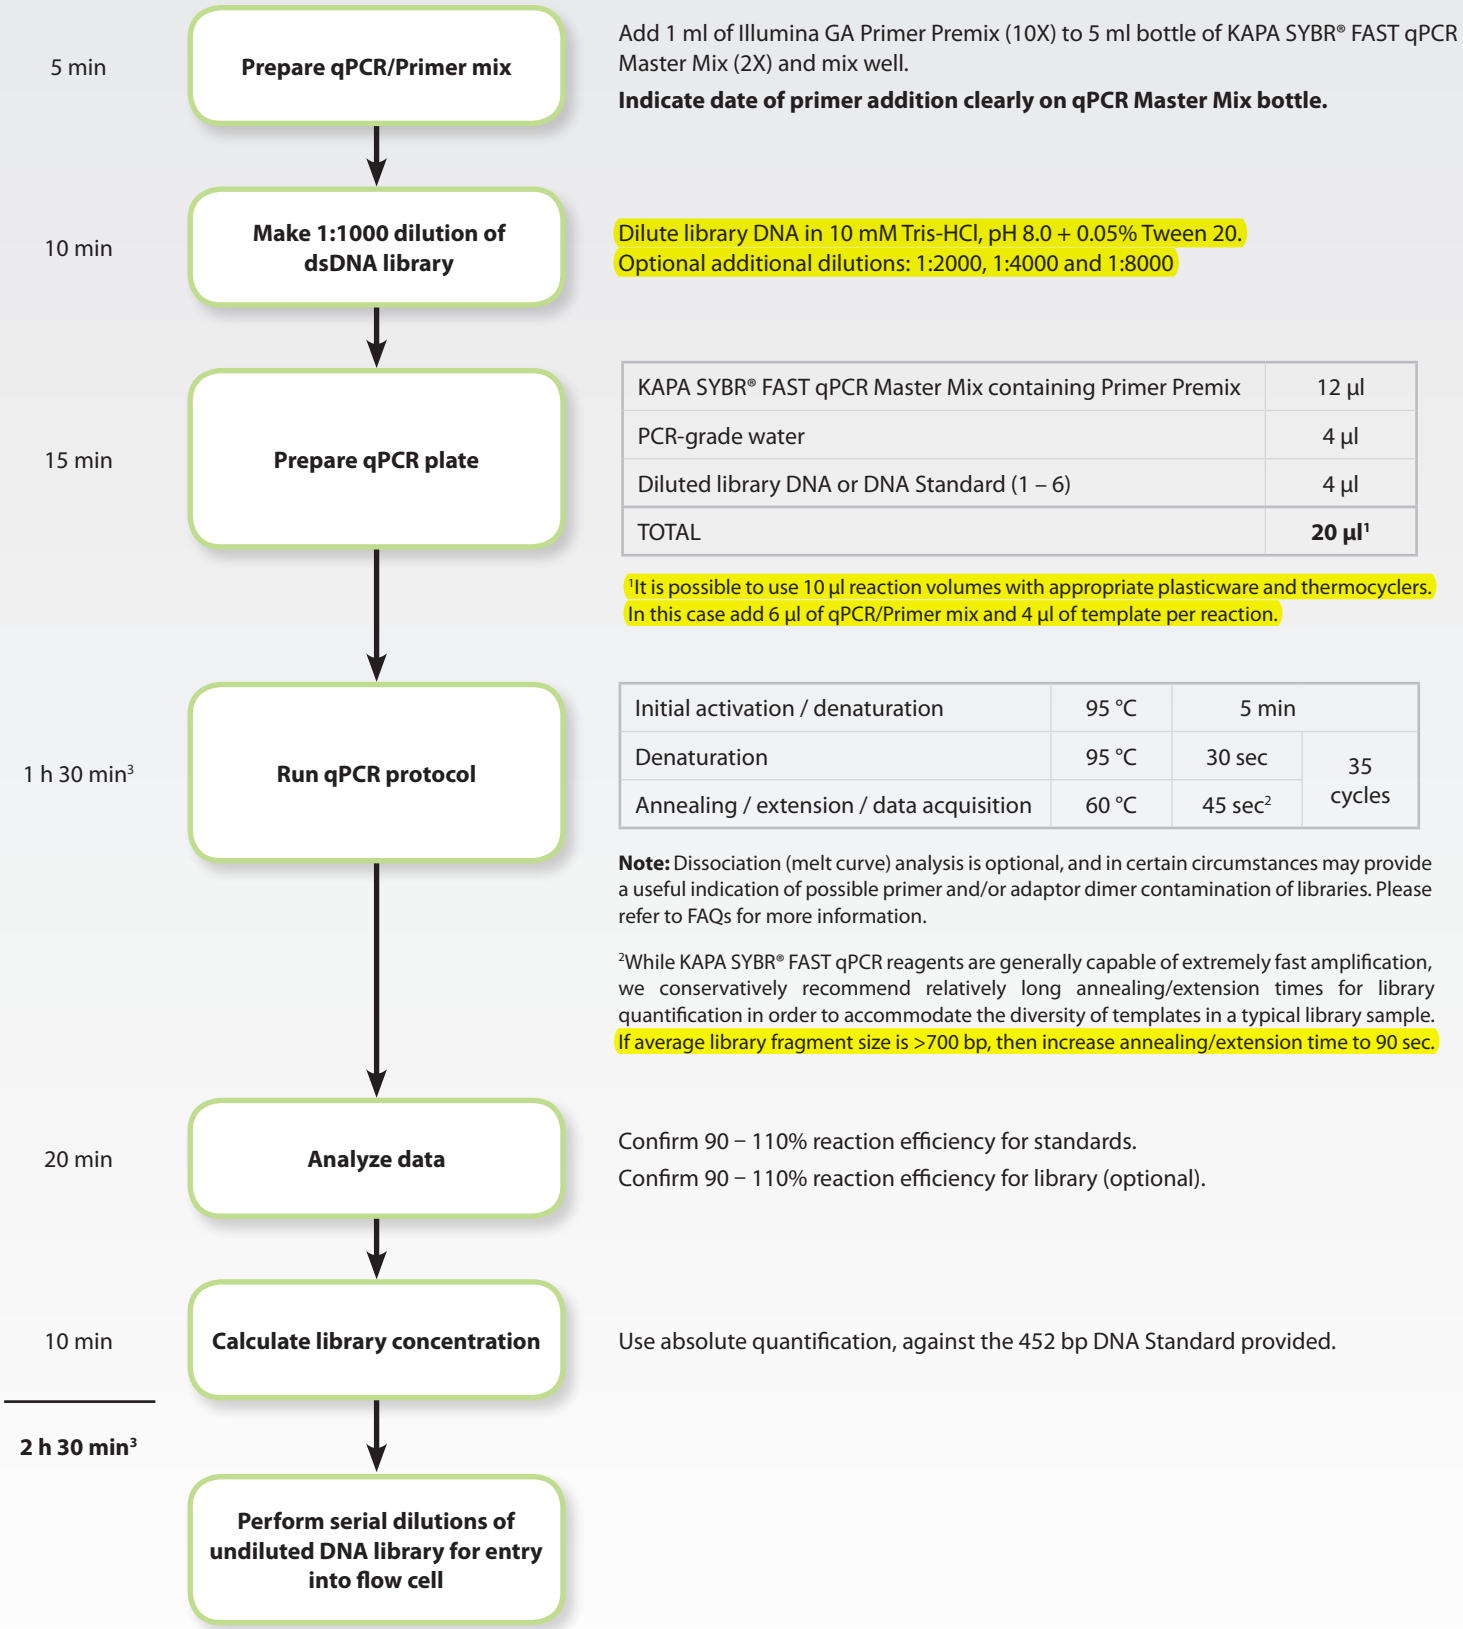 5 min
Prepare qPCR/Primer mix
Add 1 ml of Illumina GA Primer Premix (10X) to 5 ml bottle of KAPA SYBR® FAST qPCR
Master Mix (2X) and mix well.
Indicate date of primer addition clearly on qPCR Master Mix bottle.
10 min
Make 1:1000 dilution of
dsDNA library
Dilute library DNA in 10 mM Tris-HCl, pH 8.0 + 0.05% Tween 20.
Optional additional dilutions: 1:2000, 1:4000 and 1:8000
15 min
Prepare qPCR plate
KAPA SYBR® FAST qPCR Master Mix containing Primer Premix 12 µl
PCR-grade water 4 µl
Diluted library DNA or DNA Standard (1 – 6) 4 µl
TOTAL 20 µl¹
¹It is possible to use 10 µl reaction volumes with appropriate plasticware and thermocyclers.
In this case add 6 µl of qPCR/Primer mix and 4 µl of template per reaction.
1 h 30 min³
Run qPCR protocol
Initial activation / denaturation 95 °C 5 min
Denaturation 95 °C 30 sec
Annealing / extension / data acquisition 60 °C 45 sec²
35
cycles
Note: Dissociation (melt curve) analysis is optional, and in certain circumstances may provide
a useful indication of possible primer and/or adaptor dimer contamination of libraries. Please
refer to FAQs for more information.
²While KAPA SYBR® FAST qPCR reagents are generally capable of extremely fast amplification,
we conservatively recommend relatively long annealing/extension times for library
quantification in order to accommodate the diversity of templates in a typical library sample.
If average library fragment size is >700 bp, then increase annealing/extension time to 90 sec.
20 min
Analyze data
Confirm 90 – 110% reaction efficiency for standards.
Confirm 90 – 110% reaction efficiency for library (optional).
10 min
Calculate library concentration
Use absolute quantification, against the 452 bp DNA Standard provided.
2 h 30 min³
Perform serial dilutions of
undiluted DNA library for entry
into flow cell